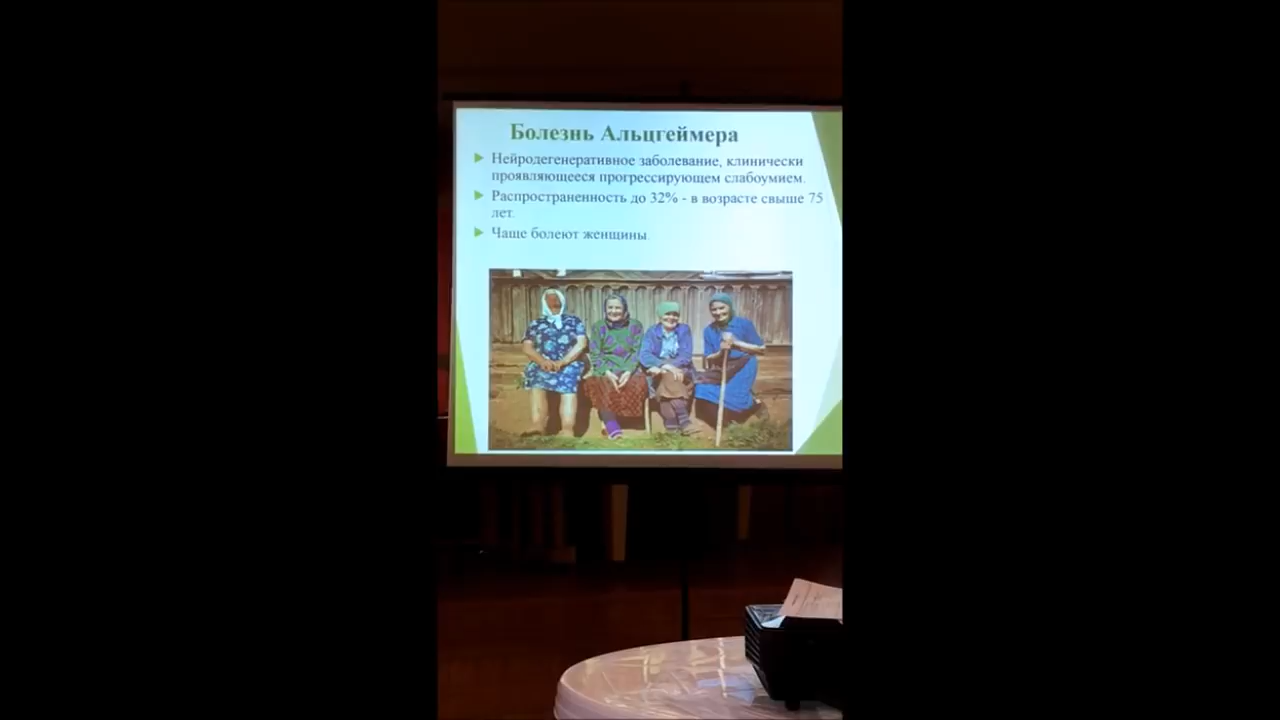 Болезнь Альцгеймера
Нейродегенеративное заболевание, клинически
проявляющееся прогрессирующем слабоумием.
Распространенность до 32% - в возрасте свыше 75
лет.
Чаще болеют женщины.